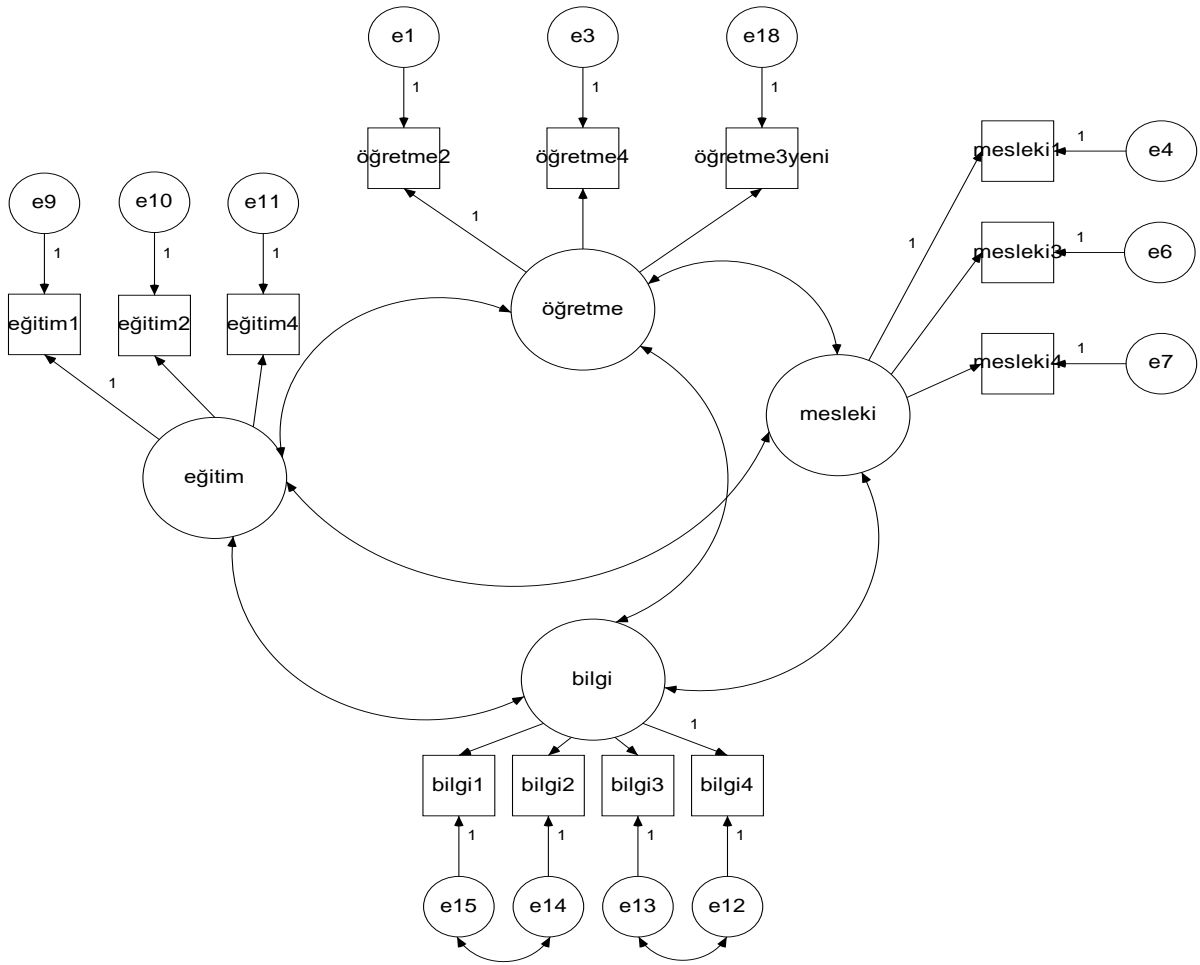 e1
e3
e18
1
1
1
öğretme2
öğretme4
öğretme3yeni
mesleki1
1
e4
e9
e10
e11
1
1
1
1
1
mesleki3
1
e6
eğitim1
eğitim2
eğitim4
öğretme
mesleki4
1
e7
1
mesleki
eğitim
bilgi
1
bilgi1
bilgi2
bilgi3
bilgi4
1
1
1
1
e15
e14
e13
e12